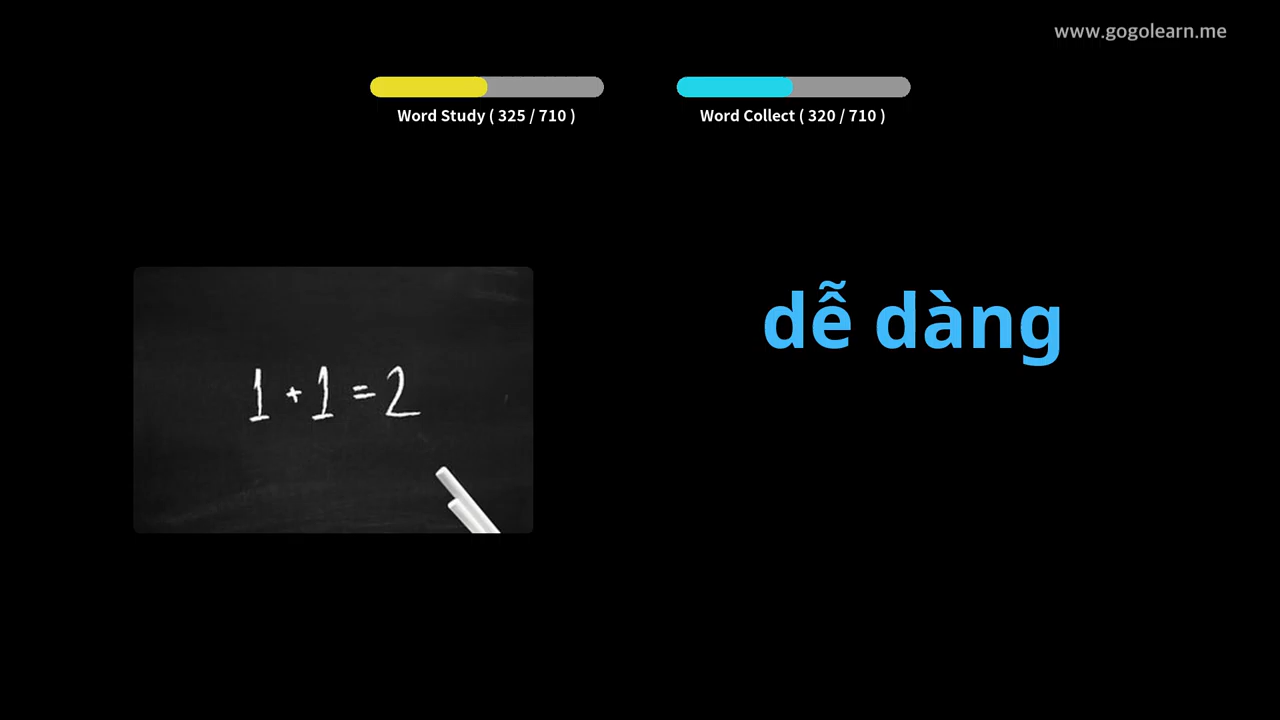 www.gogolearn.me
Word Study ( 325 / 710 )
Word Collect ( 320 / 710 )
dễ dàng
1 + 1 = 2